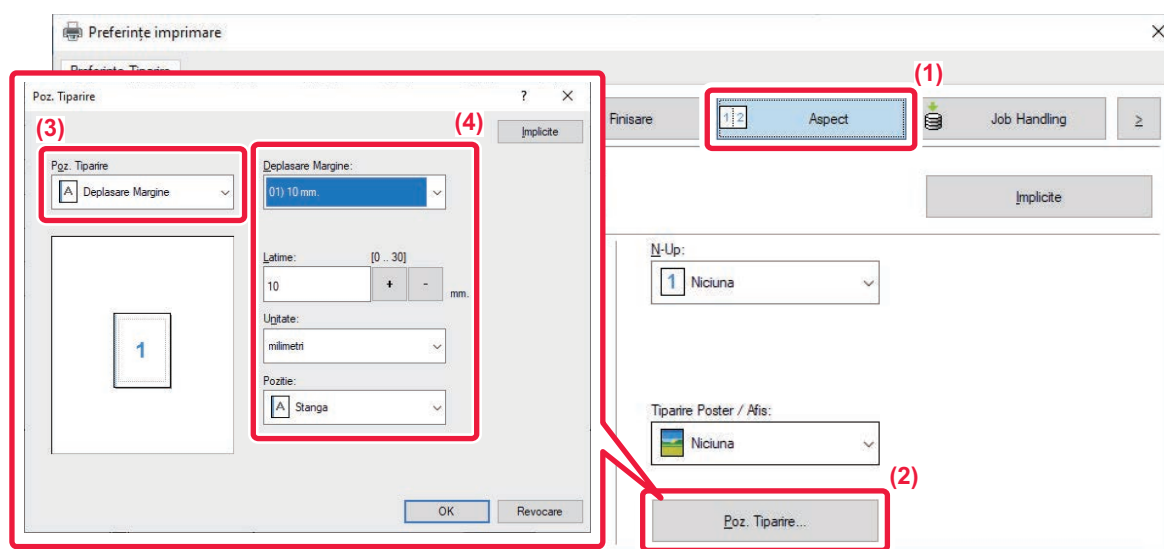 Preferințe imprimare
Preferințe Tiparire
(1)
Poz. Tiparire
? ×
(3)
(4)
Implicite
Finisare
1 2 Aspect
Job Handling
≥
Poz. Tiparire
A Deplasare Margine
Deplasare Margine:
01) 10 mm.
Implicite
Latime: [0 .. 30]
10 + - mm.
N-Up:
1 Niciuna
Unitate:
milimetri
1
Pozitie:
A Stanga
Tiparire Poster / Afis:
Niciuna
(2)
OK
Revocare
Poz. Tiparire...